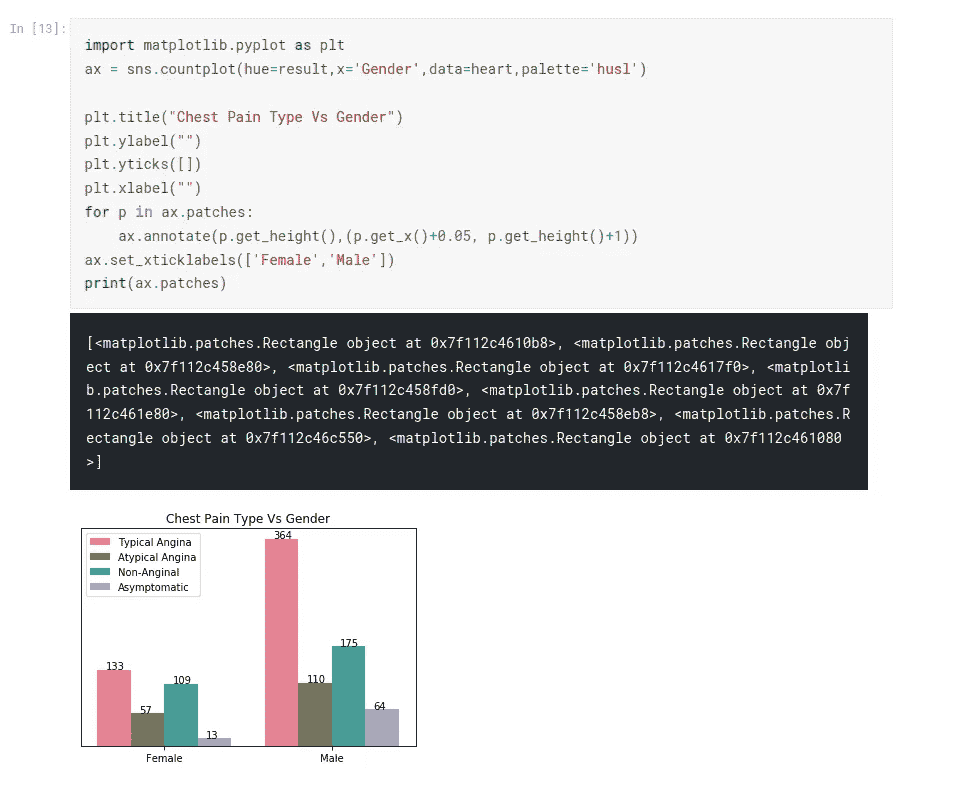 In [13]:
import matplotlib.pyplot as plt
ax = sns.countplot(hue=result,x='Gender',data=heart,palette='husl')
plt.title("Chest Pain Type Vs Gender")
plt.ylabel("")
plt.yticks([])
plt.xlabel("")
for p in ax.patches:
    ax.annotate(p.get_height(),(p.get_x()+0.05, p.get_height()+1))
ax.set_xticklabels(['Female','Male'])
print(ax.patches)
[<matplotlib.patches.Rectangle object at 0x7f112c4610b8>, <matplotlib.patches.Rectangle obj
ect at 0x7f112c458e80>, <matplotlib.patches.Rectangle object at 0x7f112c4617f0>, <matplotli
b.patches.Rectangle object at 0x7f112c458fd0>, <matplotlib.patches.Rectangle object at 0x7f
112c461e80>, <matplotlib.patches.Rectangle object at 0x7f112c458eb8>, <matplotlib.patches.R
ectangle object at 0x7f112c46c550>, <matplotlib.patches.Rectangle object at 0x7f112c461080
>]
Chest Pain Type Vs Gender
Typical Angina
Atypical Angina
Non-Anginal
Asymptomatic
133
57
109
13
364
110
175
64
Female
Male